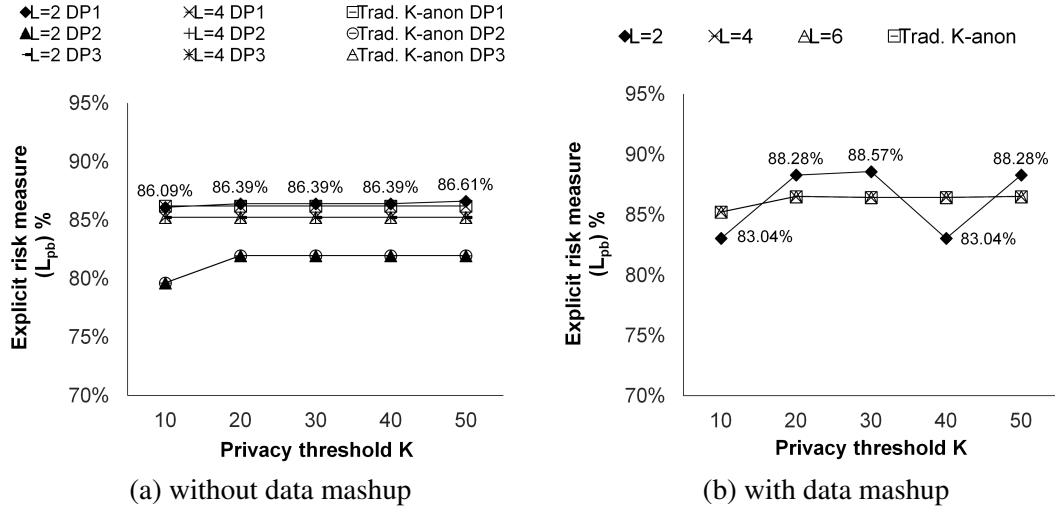 L=2 DP1 L=4 DP1 Trad. K-anon DP1
L=2 DP2 L=4 DP2 Trad. K-anon DP2
L=2 DP3 L=4 DP3 Trad. K-anon DP3
95%
90%
85%
80%
75%
70%
Explicit risk measure
(Lpb) %
86.09% 86.39% 86.39% 86.39% 86.61%
10 20 30 40 50
Privacy threshold K
(a) without data mashup
L=2 L=4 L=6 Trad. K-anon
95%
90%
85%
80%
75%
70%
Explicit risk measure
(Lpb) %
88.28% 88.57% 88.28%
83.04% 83.04%
10 20 30 40 50
Privacy threshold K
(b) with data mashup